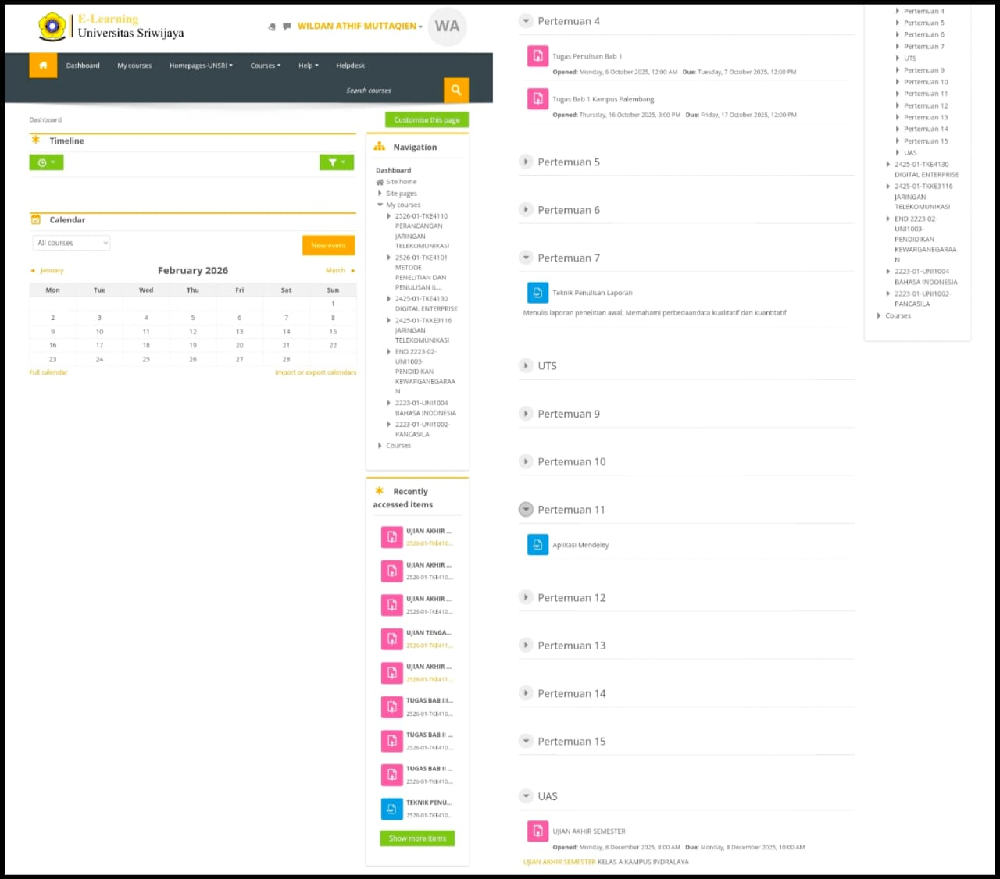 E-Learning
Universitas Sriwijaya
WILDAN ATHIF MUTTAQIEN
WA
Dashboard
My courses
Homepages-UNSRI
Courses
Help
Helpdesk
Search courses
Dashboard
Customise this page
Timeline
Calendar
All courses
New event
January
February 2026
March
Mon Tue Wed Thu Fri Sat Sun
1
2 3 4 5 6 7 8
9 10 11 12 13 14 15
16 17 18 19 20 21 22
23 24 25 26 27 28
Full calendar
Import or export calendars
Navigation
Dashboard
Site home
Site pages
My courses
2526-01-TKE4110
PERANCANGAN
JARINGAN
TELEKOMUNIKASI
2526-01-TKE4101
METODE
PENELITIAN DAN
PENULISAN IL...
2425-01-TKE4130
DIGITAL ENTERPRISE
2425-01-TKKE3116
JARINGAN
TELEKOMUNIKASI
END 2223-02-
UNI1003-
PENDIDIKAN
KEWARGANEGARAA
N
2223-01-UNI1004
BAHASA INDONESIA
2223-01-UNI1002-
PANCASILA
Courses
Recently
accessed items
UJIAN AKHIR ...
2526-01-TKE410...
UJIAN AKHIR ...
2526-01-TKE410...
UJIAN AKHIR ...
2526-01-TKE410...
UJIAN TENGA...
2526-01-TKE411...
UJIAN AKHIR ...
2526-01-TKE411...
TUGAS BAB III...
2526-01-TKE410...
TUGAS BAB II ...
2526-01-TKE410...
TUGAS BAB II ...
2526-01-TKE410...
TEKNIK PENU...
2526-01-TKE410...
Show more items
Pertemuan 4
Tugas Penulisan Bab 1
Opened: Monday, 6 October 2025, 12:00 AM Due: Tuesday, 7 October 2025, 12:00 PM
Tugas Bab 1 Kampus Palembang
Opened: Thursday, 16 October 2025, 3:00 PM Due: Friday, 17 October 2025, 12:00 PM
Pertemuan 5
Pertemuan 6
Pertemuan 7
PDF
Teknik Penulisan Laporan
Menulis laporan penelitian awal, Memahami perbedaandata kualitatif dan kuantitatif
UTS
Pertemuan 9
Pertemuan 10
Pertemuan 11
PDF
Aplikasi Mendeley
Pertemuan 12
Pertemuan 13
Pertemuan 14
Pertemuan 15
UAS
UJIAN AKHIR SEMESTER
Opened: Monday, 8 December 2025, 8:00 AM Due: Monday, 8 December 2025, 10:00 AM
UJIAN AKHIR SEMESTER KELAS A KAMPUS INDRALAYA
Pertemuan 4
Pertemuan 5
Pertemuan 6
Pertemuan 7
UTS
Pertemuan 9
Pertemuan 10
Pertemuan 11
Pertemuan 12
Pertemuan 13
Pertemuan 14
Pertemuan 15
UAS
2425-01-TKE4130
DIGITAL ENTERPRISE
2425-01-TKKE3116
JARINGAN
TELEKOMUNIKASI
END 2223-02-
UNI1003-
PENDIDIKAN
KEWARGANEGARAA
N
2223-01-UNI1004
BAHASA INDONESIA
2223-01-UNI1002-
PANCASILA
Courses